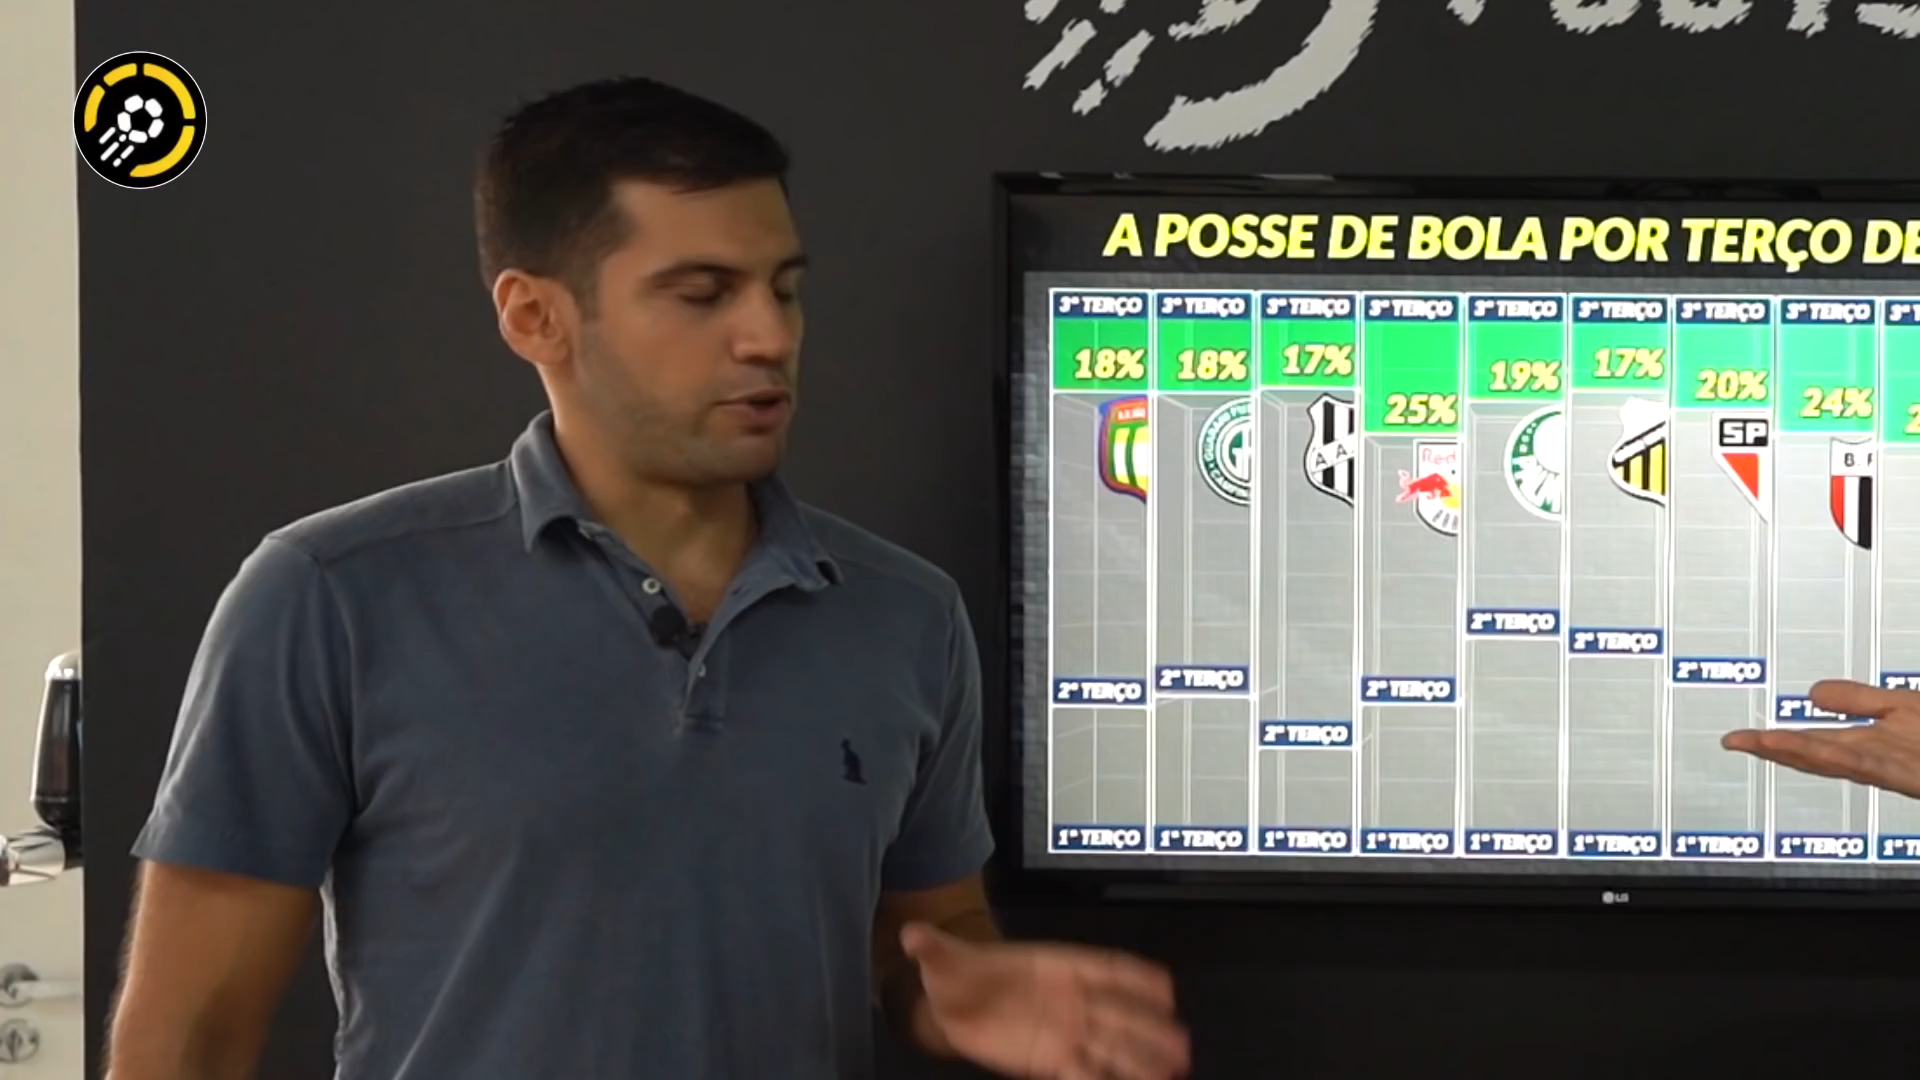 A POSSE DE BOLA POR TERÇO DE
3º TERÇO 3º TERÇO 3º TERÇO 3º TERÇO 3º TERÇO 3º TERÇO 3º TERÇO 3º TERÇO
18% 18% 17% 25% 19% 17% 20% 24%
SP
Red
2º TERÇO 2º TERÇO 2º TERÇO 2º TERÇO 2º TERÇO 2º TERÇO 2º TERÇO
1º TERÇO 1º TERÇO 1º TERÇO 1º TERÇO 1º TERÇO 1º TERÇO 1º TERÇO 1º TERÇO
LG